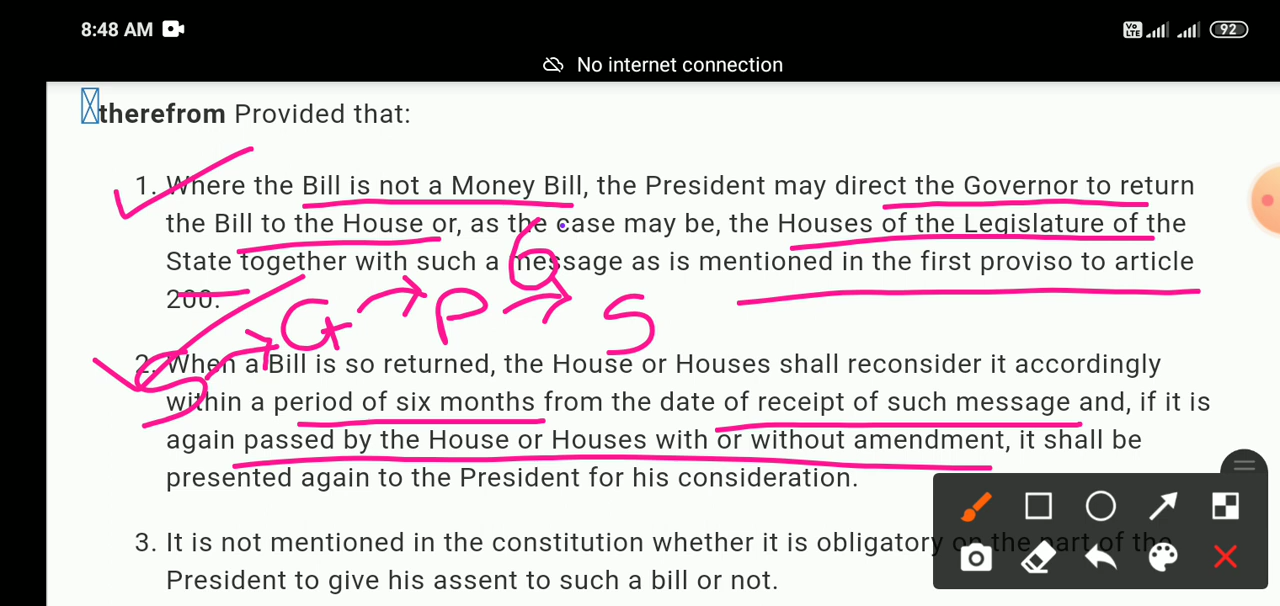 8:48 AM
Vo LTE 92
No internet connection
therefrom Provided that:
1. Where the Bill is not a Money Bill, the President may direct the Governor to return
the Bill to the House or, as the case may be, the Houses of the Legislature of the
State together with such a message as is mentioned in the first proviso to article
200.
6
S → G → P → S
2. When a Bill is so returned, the House or Houses shall reconsider it accordingly
within a period of six months from the date of receipt of such message and, if it is
again passed by the House or Houses with or without amendment, it shall be
presented again to the President for his consideration.
3. It is not mentioned in the constitution whether it is obligatory on the part of the
President to give his assent to such a bill or not.